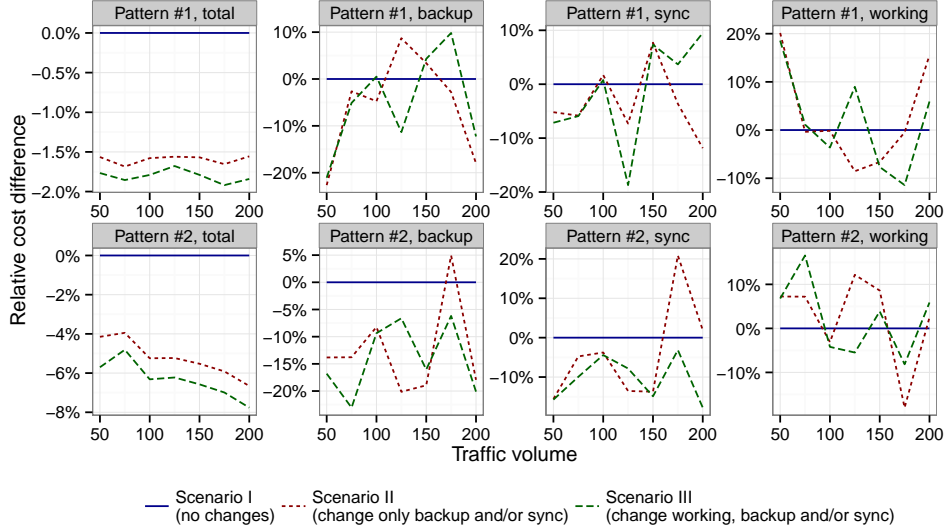 Pattern #1, total
Pattern #1, backup
Pattern #1, sync
Pattern #1, working
0.0%
−0.5%
−1.0%
−1.5%
−2.0%
10%
0%
−10%
−20%
10%
0%
−10%
−20%
20%
10%
0%
−10%
50 100 150 200
50 100 150 200
50 100 150 200
50 100 150 200
Relative cost difference
Pattern #2, total
Pattern #2, backup
Pattern #2, sync
Pattern #2, working
0%
−2%
−4%
−6%
−8%
5%
0%
−5%
−10%
−15%
−20%
20%
10%
0%
−10%
10%
0%
−10%
50 100 150 200
50 100 150 200
50 100 150 200
50 100 150 200
Traffic volume
Scenario I
(no changes)
Scenario II
(change only backup and/or sync)
Scenario III
(change working, backup and/or sync)